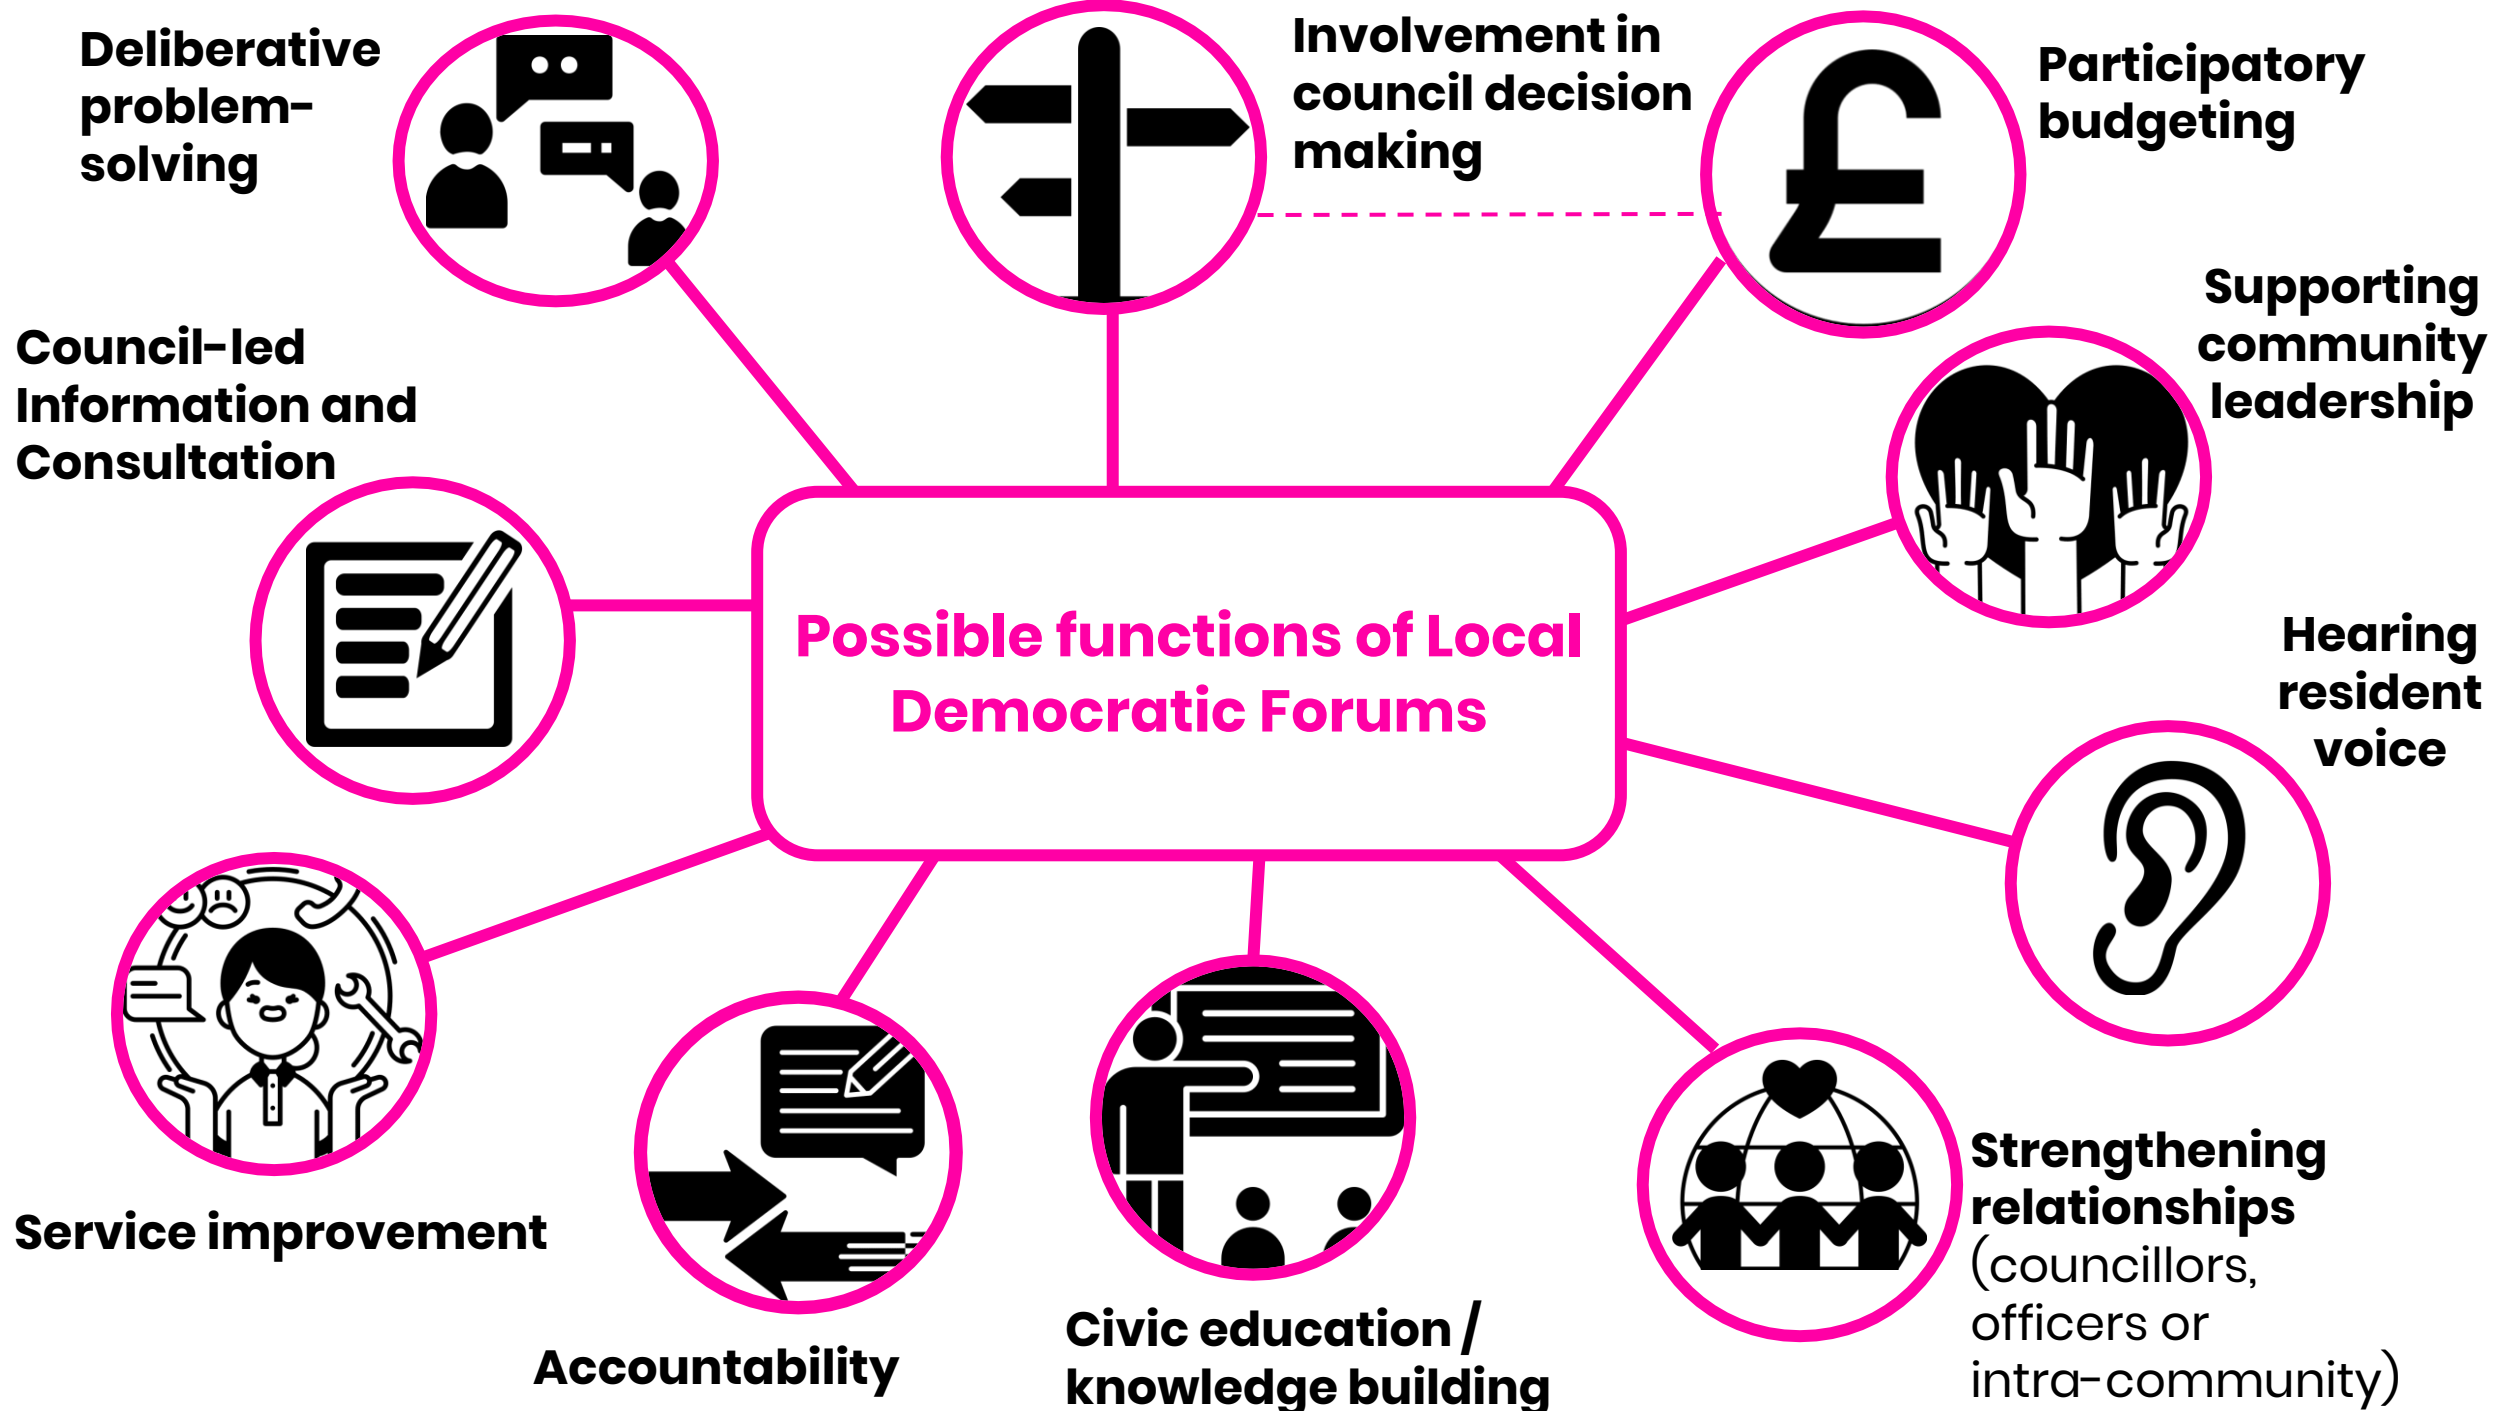 Deliberative
problem-
solving
Involvement in
council decision
making
Participatory
budgeting
Supporting
community
leadership
Council-led
Information and
Consultation
Possible functions of Local
Democratic Forums
Hearing
resident
voice
Service improvement
Accountability
Civic education /
knowledge building
Strengthening
relationships
(councillors,
officers or
intra-community)